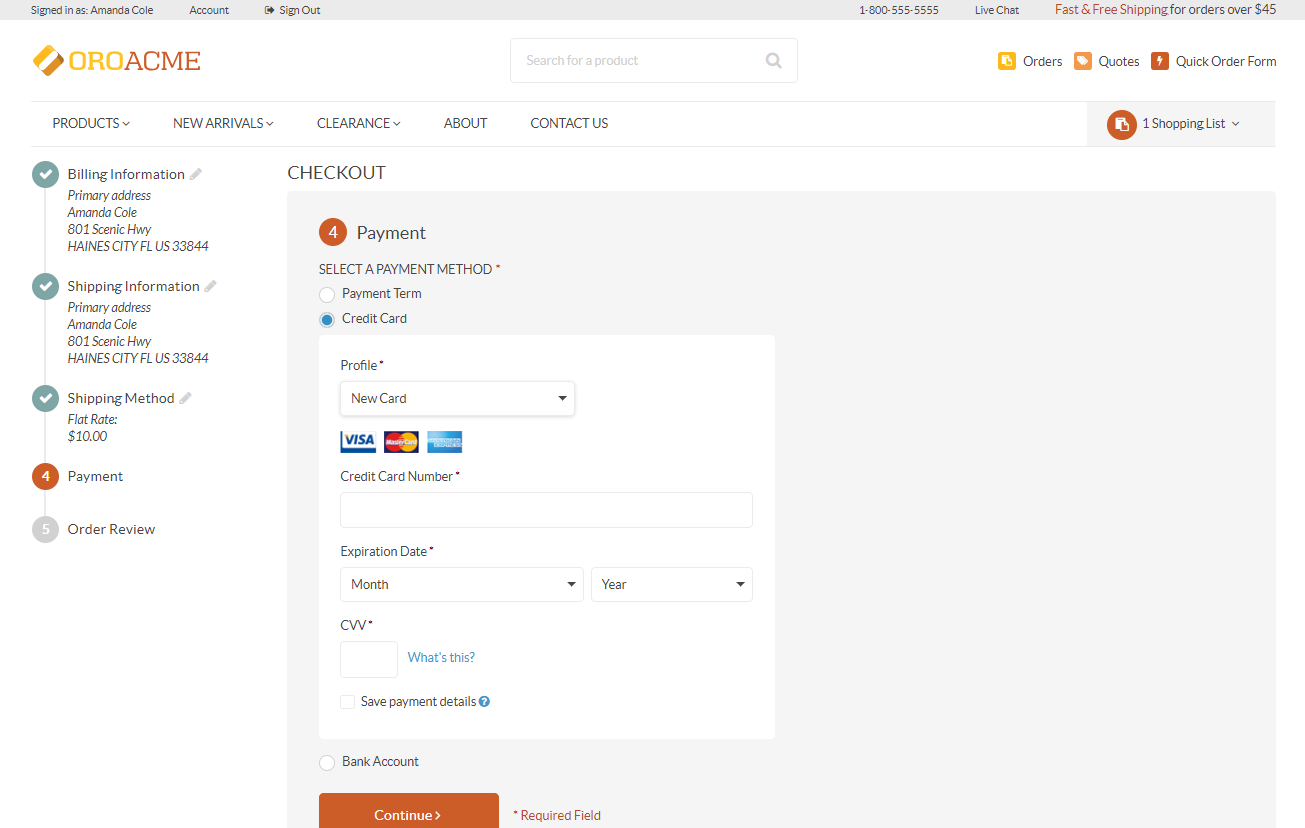 Signed in as: Amanda Cole Account Sign Out 1-800-555-5555 Live Chat Fast & Free Shipping for orders over $45
OROACME
Search for a product
Orders Quotes Quick Order Form
PRODUCTS NEW ARRIVALS CLEARANCE ABOUT CONTACT US 1 Shopping List
Billing Information
Primary address
Amanda Cole
801 Scenic Hwy
HAINES CITY FL US 33844
Shipping Information
Primary address
Amanda Cole
801 Scenic Hwy
HAINES CITY FL US 33844
Shipping Method
Flat Rate:
$10.00
4 Payment
5 Order Review
CHECKOUT
4 Payment
SELECT A PAYMENT METHOD *
Payment Term
Credit Card
Profile *
New Card
VISA MasterCard AMERICAN EXPRESS
Credit Card Number *
Expiration Date *
Month Year
CVV *
What's this?
Save payment details ?
Bank Account
Continue
* Required Field